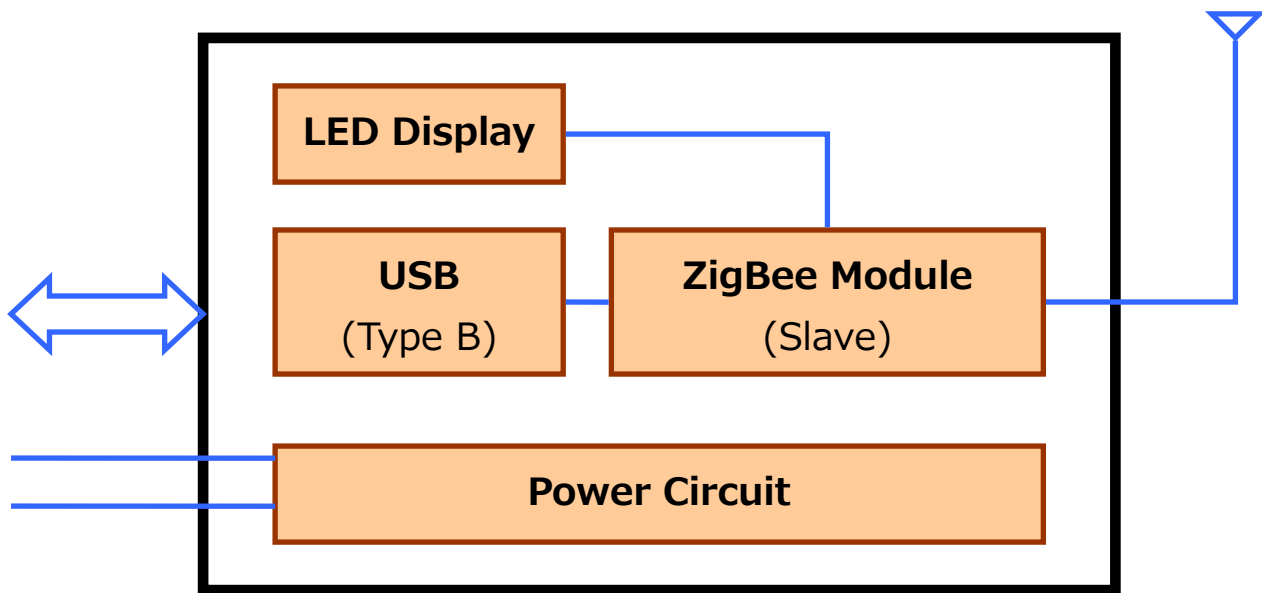 LED Display
USB
(Type B)
ZigBee Module
(Slave)
Power Circuit